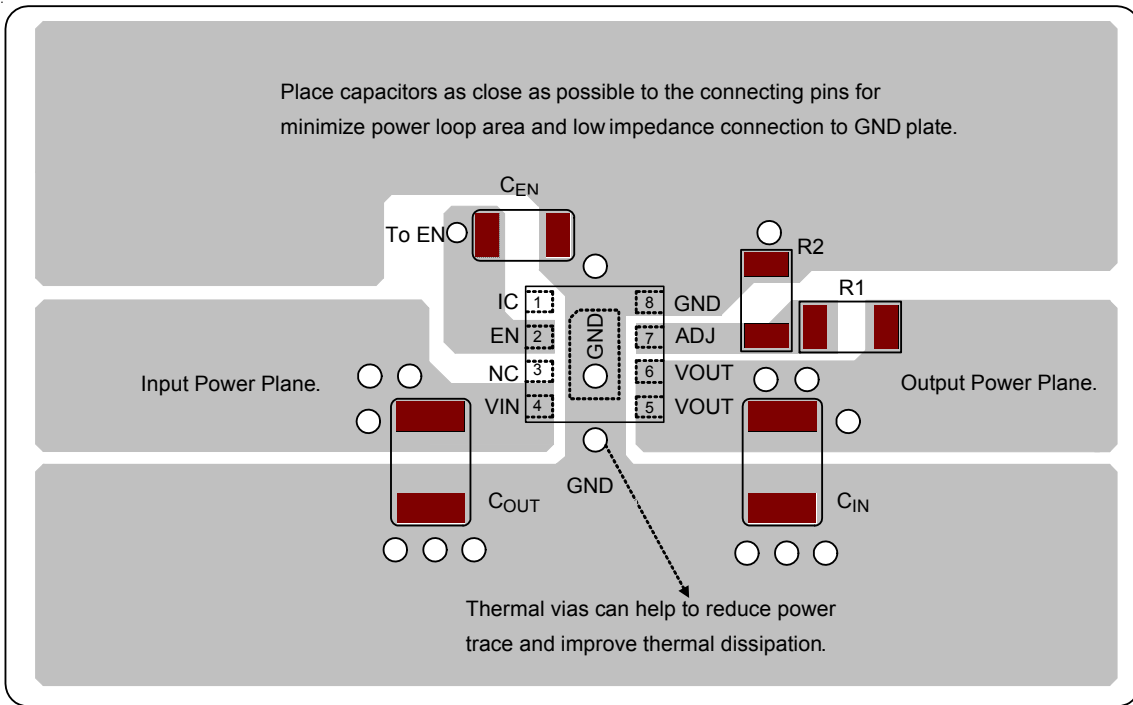 Place capacitors as close as possible to the connecting pins for
minimize power loop area and low impedance connection to GND plate.
CEN
To EN
R2
R1
IC 1
8 GND
EN 2
7 ADJ
NC 3
6 VOUT
VIN 4
5 VOUT
GND
Input Power Plane.
Output Power Plane.
GND
COUT
CIN
Thermal vias can help to reduce power
trace and improve thermal dissipation.